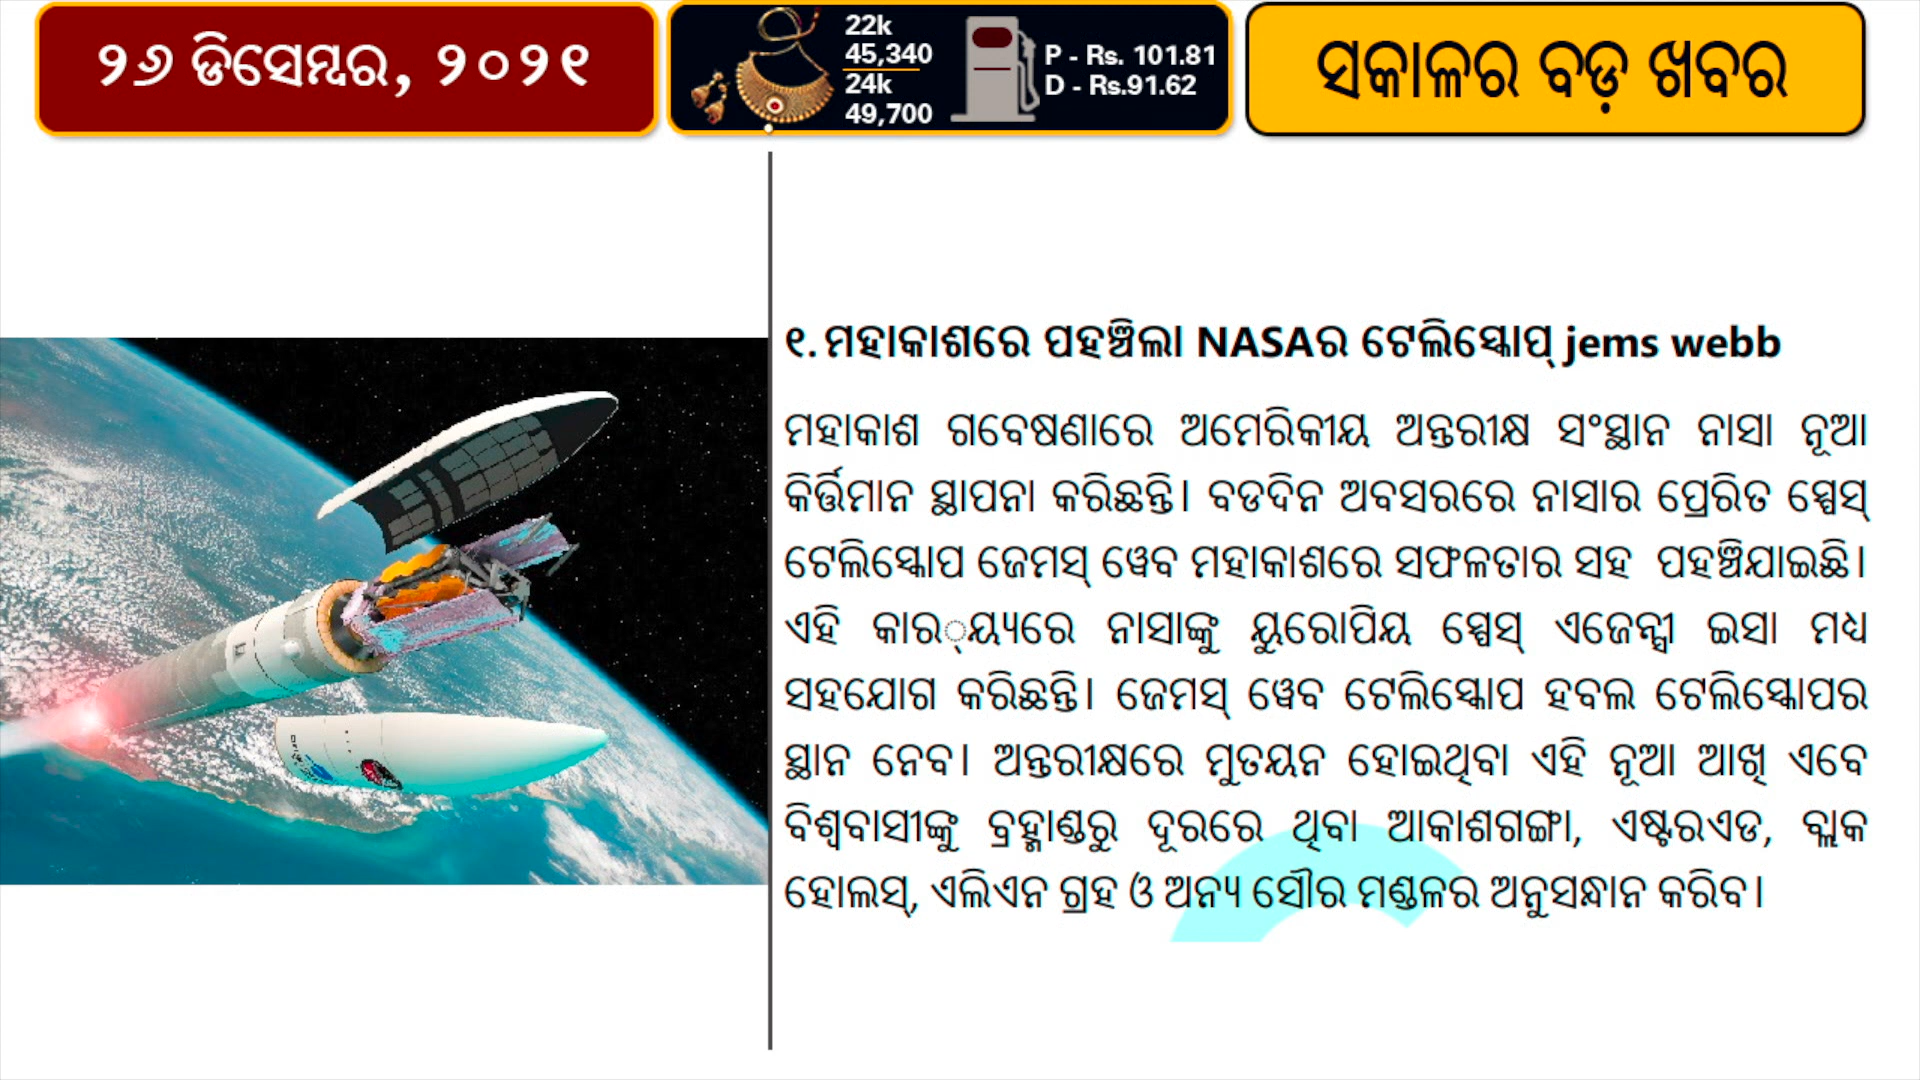 ୨୬ ଡିସେମ୍ବର, ୨୦୨୧
22k
45,340
24k
49,700
P - Rs. 101.81
D - Rs.91.62
ସକାଳର ବଡ଼ ଖବର
୧. ମହାକାଶରେ ପହଞ୍ଚିଲା NASAର ଟେଲିସ୍କୋପ୍ jems webb
ମହାକାଶ ଗବେଷଣାରେ ଅମେରିକୀୟ ଅନ୍ତରୀକ୍ଷ ସଂସ୍ଥାନ ନାସା ନୂଆ
କିର୍ତ୍ତିମାନ ସ୍ଥାପନା କରିଛନ୍ତି। ବଡଦିନ ଅବସରରେ ନାସାର ପ୍ରେରିତ ସ୍ପେସ୍
ଟେଲିସ୍କୋପ ଜେମସ୍ ୱେବ ମହାକାଶରେ ସଫଳତାର ସହ ପହଞ୍ଚିଯାଇଛି।
ଏହି କାର‌୍ୟ୍ୟରେ ନାସାଙ୍କୁ ୟୁରୋପିୟ ସ୍ପେସ୍ ଏଜେନ୍ସୀ ଇସା ମଧ୍ୟ
ସହଯୋଗ କରିଛନ୍ତି। ଜେମସ୍ ୱେବ ଟେଲିସ୍କୋପ ହବଲ ଟେଲିସ୍କୋପର
ସ୍ଥାନ ନେବ। ଅନ୍ତରୀକ୍ଷରେ ମୁତୟନ ହୋଇଥିବା ଏହି ନୂଆ ଆଖି ଏବେ
ବିଶ୍ୱବାସୀଙ୍କୁ ବ୍ରହ୍ମାଣ୍ଡରୁ ଦୂରରେ ଥିବା ଆକାଶଗଙ୍ଗା, ଏଷ୍ଟରଏଡ, ବ୍ଲାକ
ହୋଲସ୍, ଏଲିଏନ ଗ୍ରହ ଓ ଅନ୍ୟ ସୌର ମଣ୍ଡଳର ଅନୁସନ୍ଧାନ କରିବ।